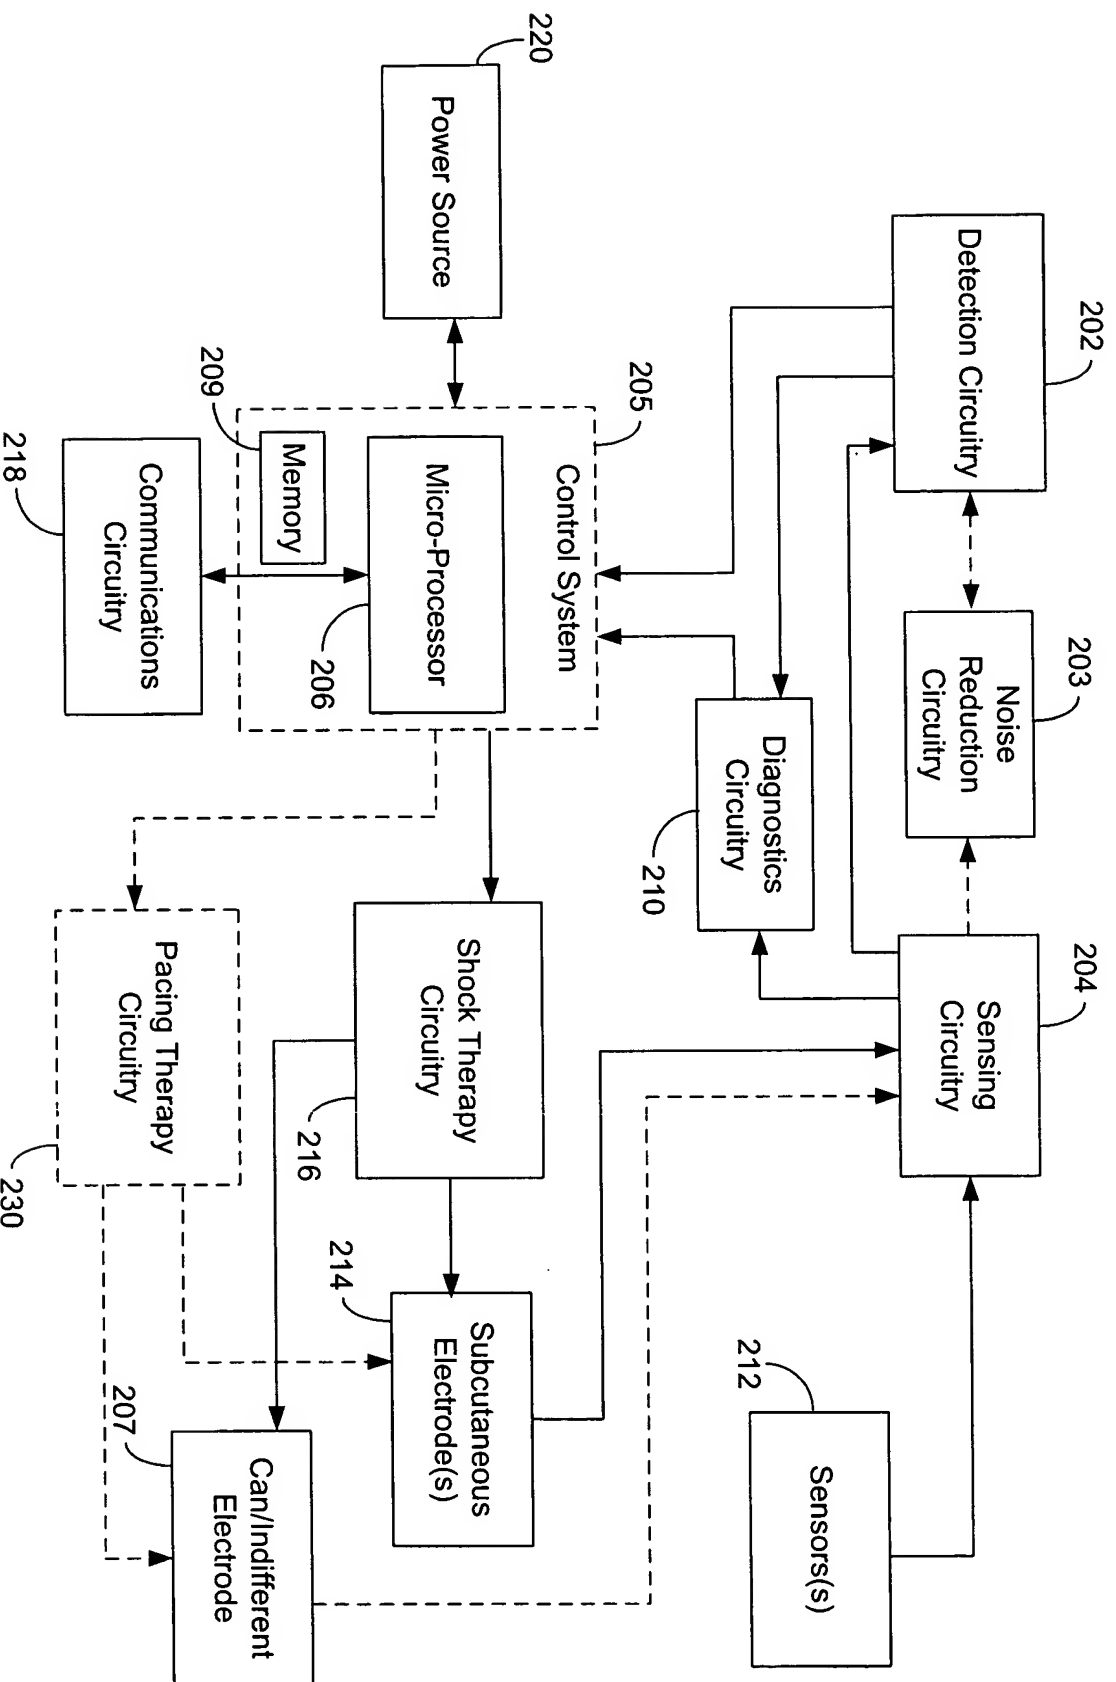 202
Detection Circuitry
203
Noise
Reduction
Circuitry
204
Sensing
Circuitry
212
Sensors(s)
Diagnostics
Circuitry
210
205
Control System
Micro-Processor
206
209
Memory
220
Power Source
218
Communications
Circuitry
Shock Therapy
Circuitry
216
214
Subcutaneous
Electrode(s)
Pacing Therapy
Circuitry
230
207
Can/Indifferent
Electrode